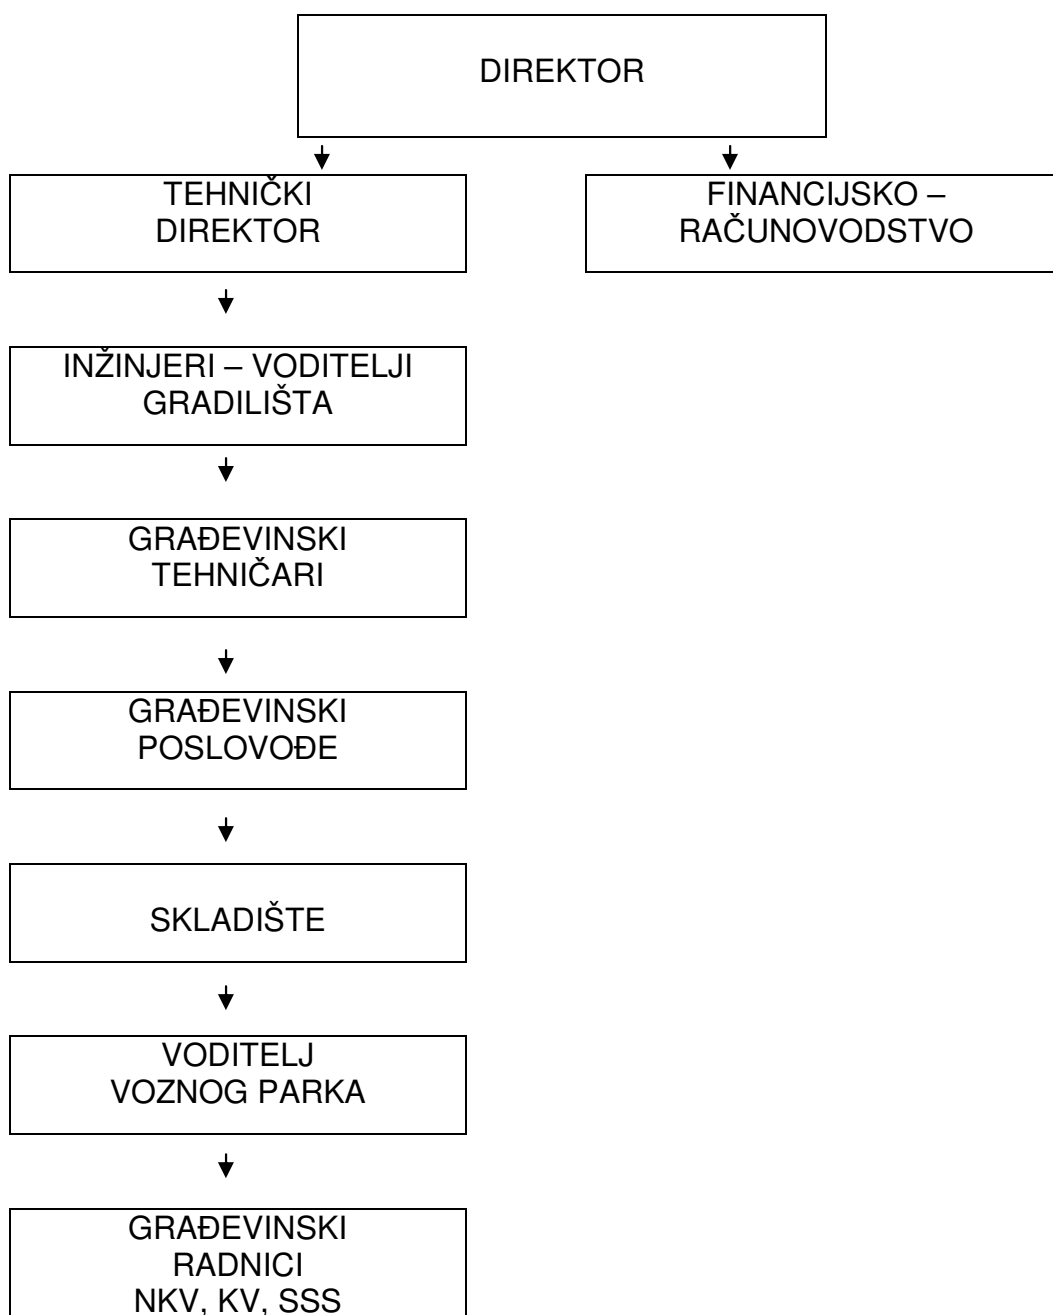 DIREKTOR
TEHNIČKI
DIREKTOR
FINANCIJSKO –
RAČUNOVODSTVO
INŽINJERI – VODITELJI
GRADILIŠTA
GRAĐEVINSKI
TEHNIČARI
GRAĐEVINSKI
POSLOVOĐE
SKLADIŠTE
VODITELJ
VOZNOG PARKA
GRAĐEVINSKI
RADNICI
NKV, KV, SSS